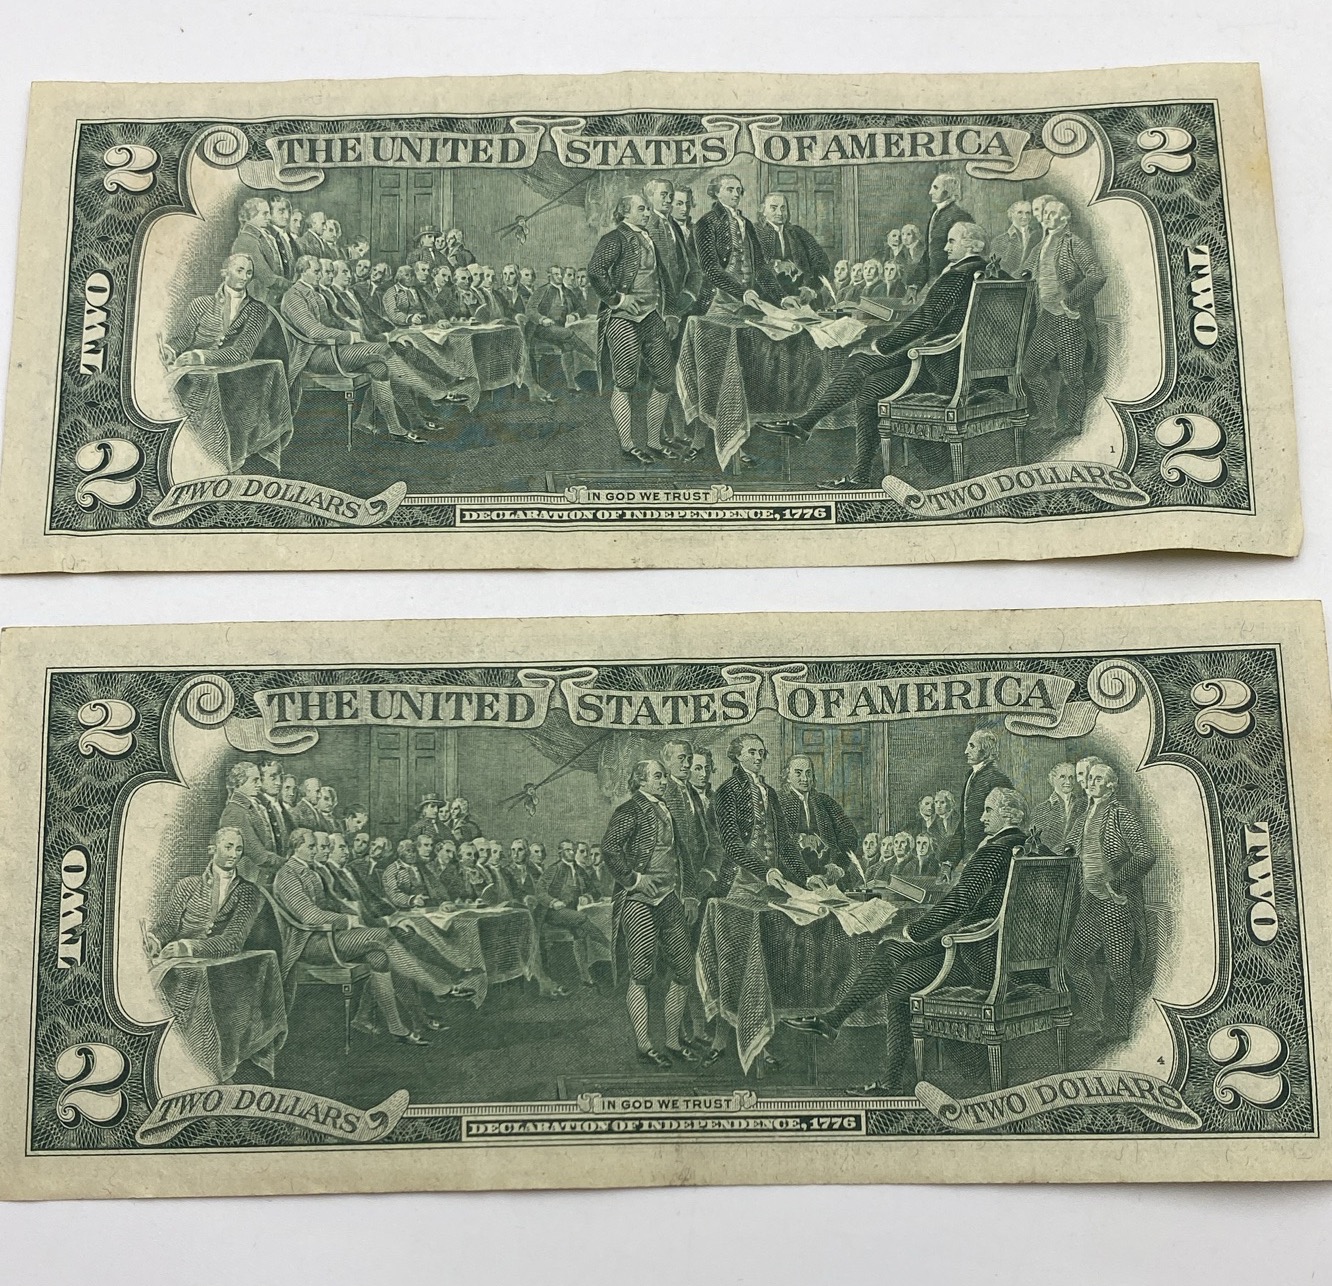 2 THE UNITED STATES OF AMERICA 2
TWO TWO
1
2 TWO DOLLARS IN GOD WE TRUST TWO DOLLARS 2
DECLARATION OF INDEPENDENCE, 1776
2 THE UNITED STATES OF AMERICA 2
TWO TWO
4
2 TWO DOLLARS IN GOD WE TRUST TWO DOLLARS 2
DECLARATION OF INDEPENDENCE, 1776